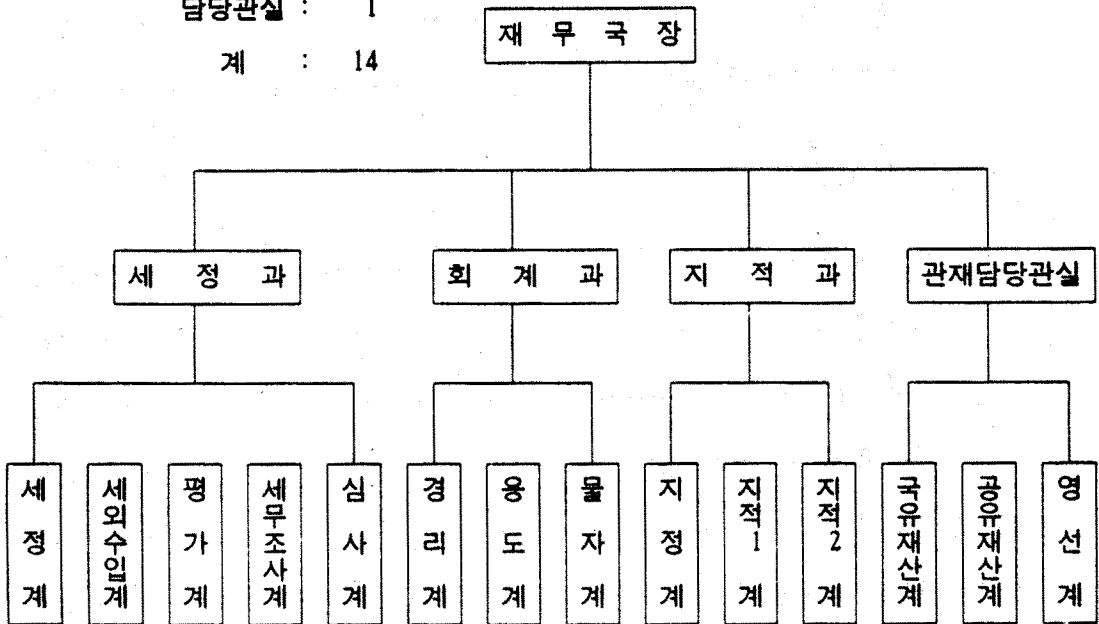 담당관실 : 1
계 : 14
재 무 국 장
세 정 과
회 계 과
지 적 과
관재담당관실
세정계
세외수입계
평가계
세무조사계
심사계
경리계
용도계
물자계
지정계
지적1계
지적2계
국유재산계
공유재산계
영선계